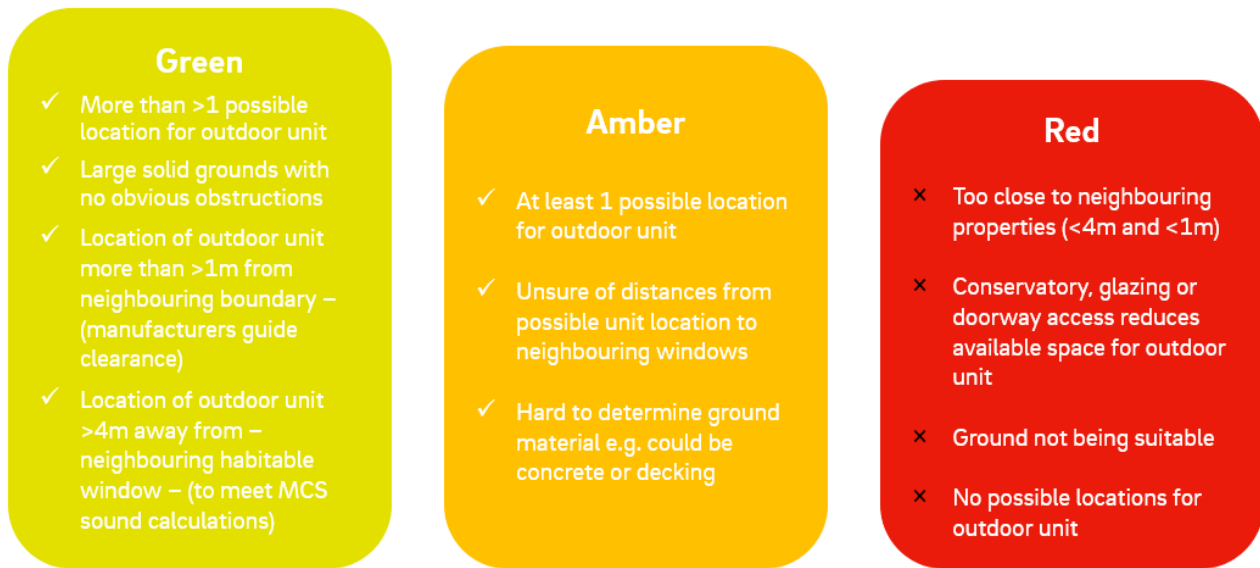 Green
✓ More than >1 possible
location for outdoor unit
✓ Large solid grounds with
no obvious obstructions
✓ Location of outdoor unit
more than >1m from
neighbouring boundary –
(manufacturers guide
clearance)
✓ Location of outdoor unit
>4m away from –
neighbouring habitable
window – (to meet MCS
sound calculations)
Amber
✓ At least 1 possible location
for outdoor unit
✓ Unsure of distances from
possible unit location to
neighbouring windows
✓ Hard to determine ground
material e.g. could be
concrete or decking
Red
× Too close to neighbouring
properties (<4m and <1m)
× Conservatory, glazing or
doorway access reduces
available space for outdoor
unit
× Ground not being suitable
× No possible locations for
outdoor unit